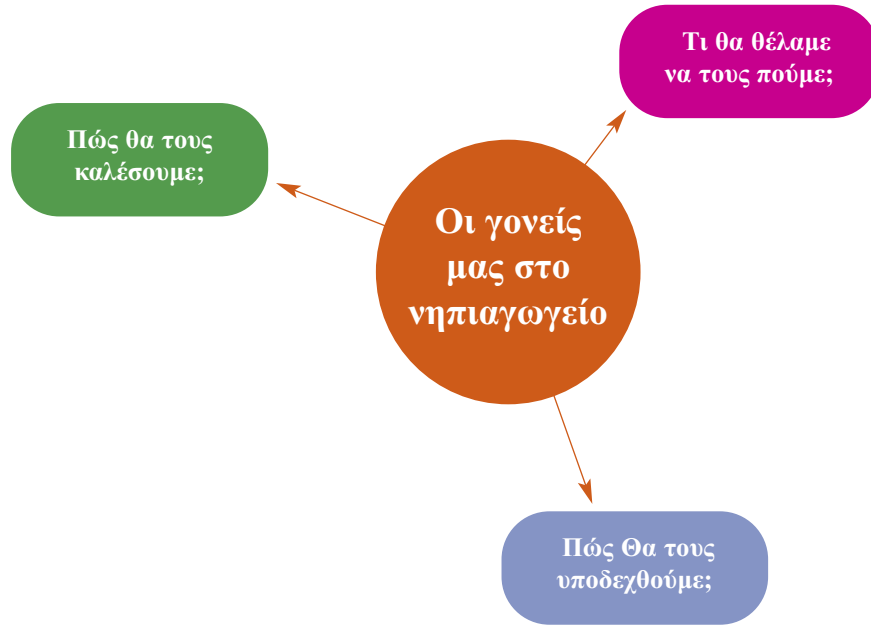 Τι θα θέλαμε
να τους πούμε;
Πώς θα τους
καλέσουμε;
Οι γονείς
μας στο
νηπιαγωγείο
Πώς Θα τους
υποδεχθούμε;